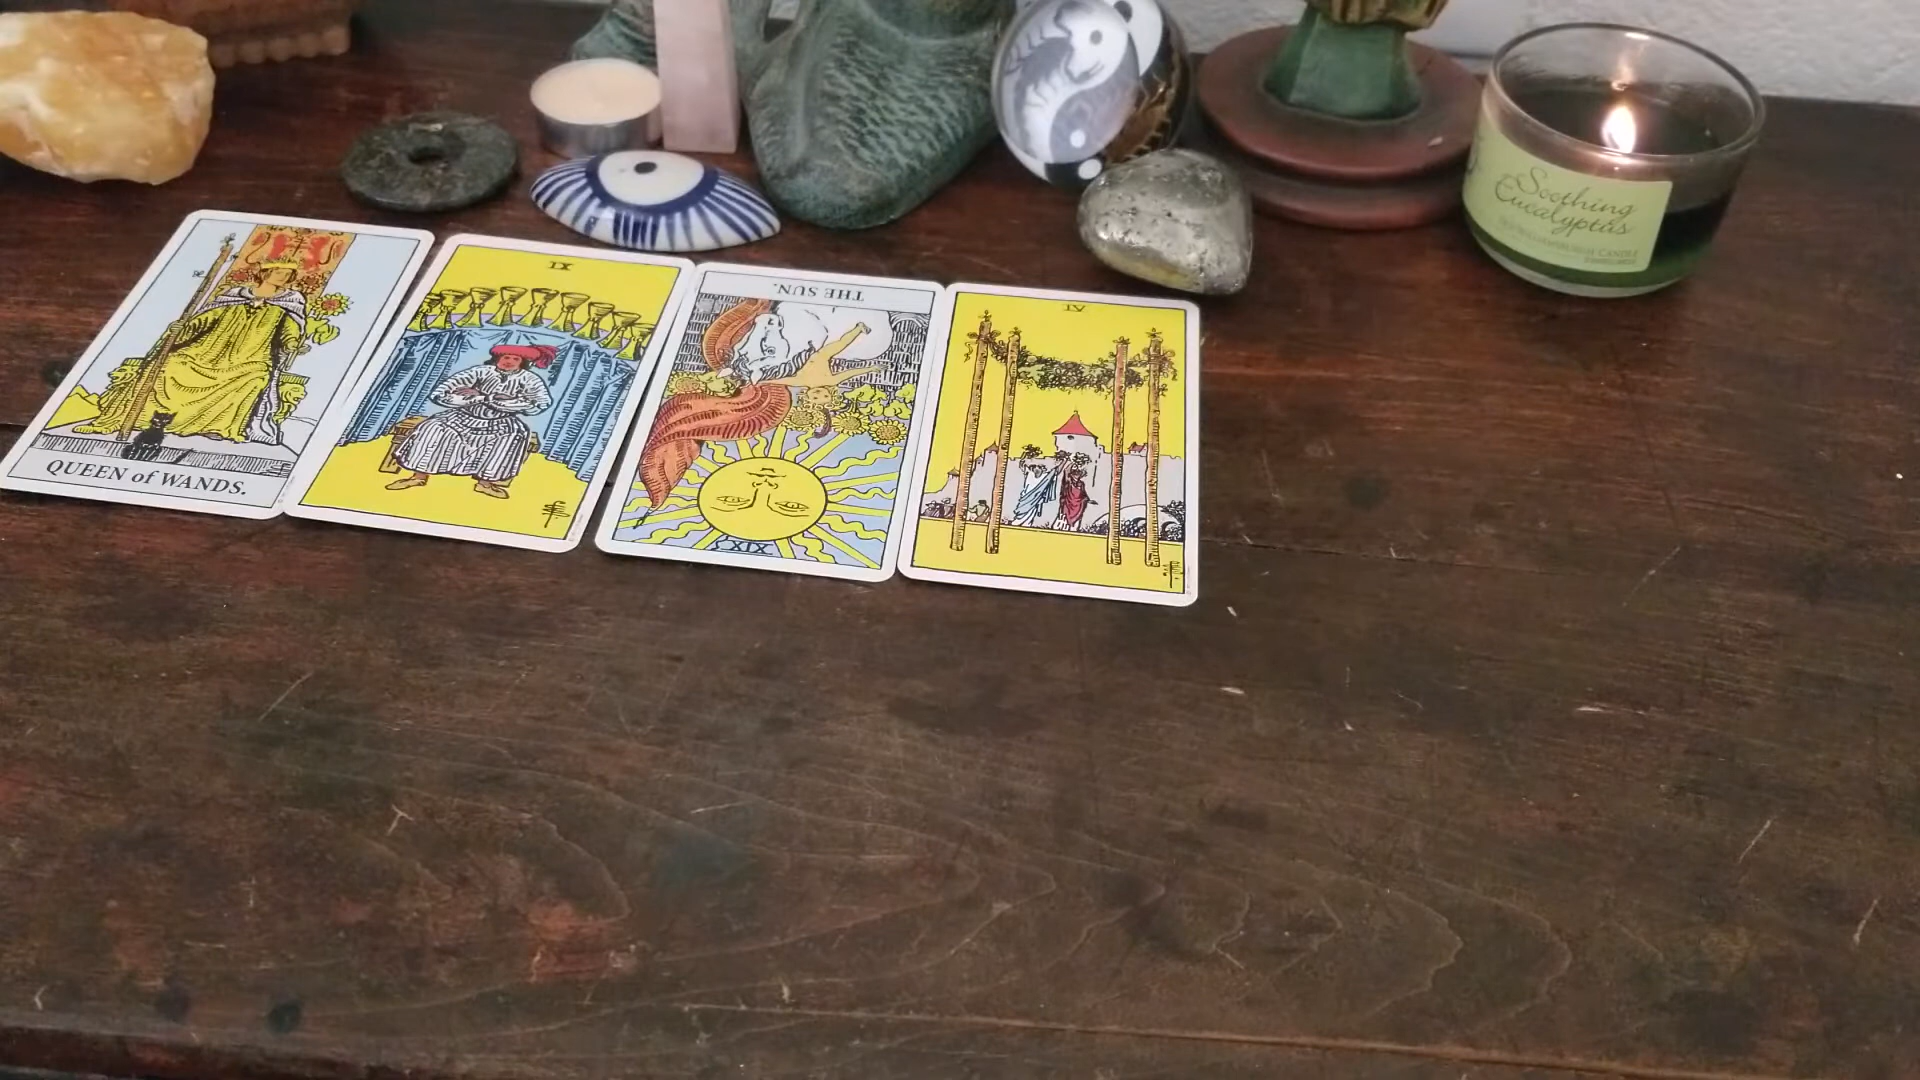 QUEEN of WANDS.
IX
THE SUN.
XIX
IV
Soothing
Eucalyptus